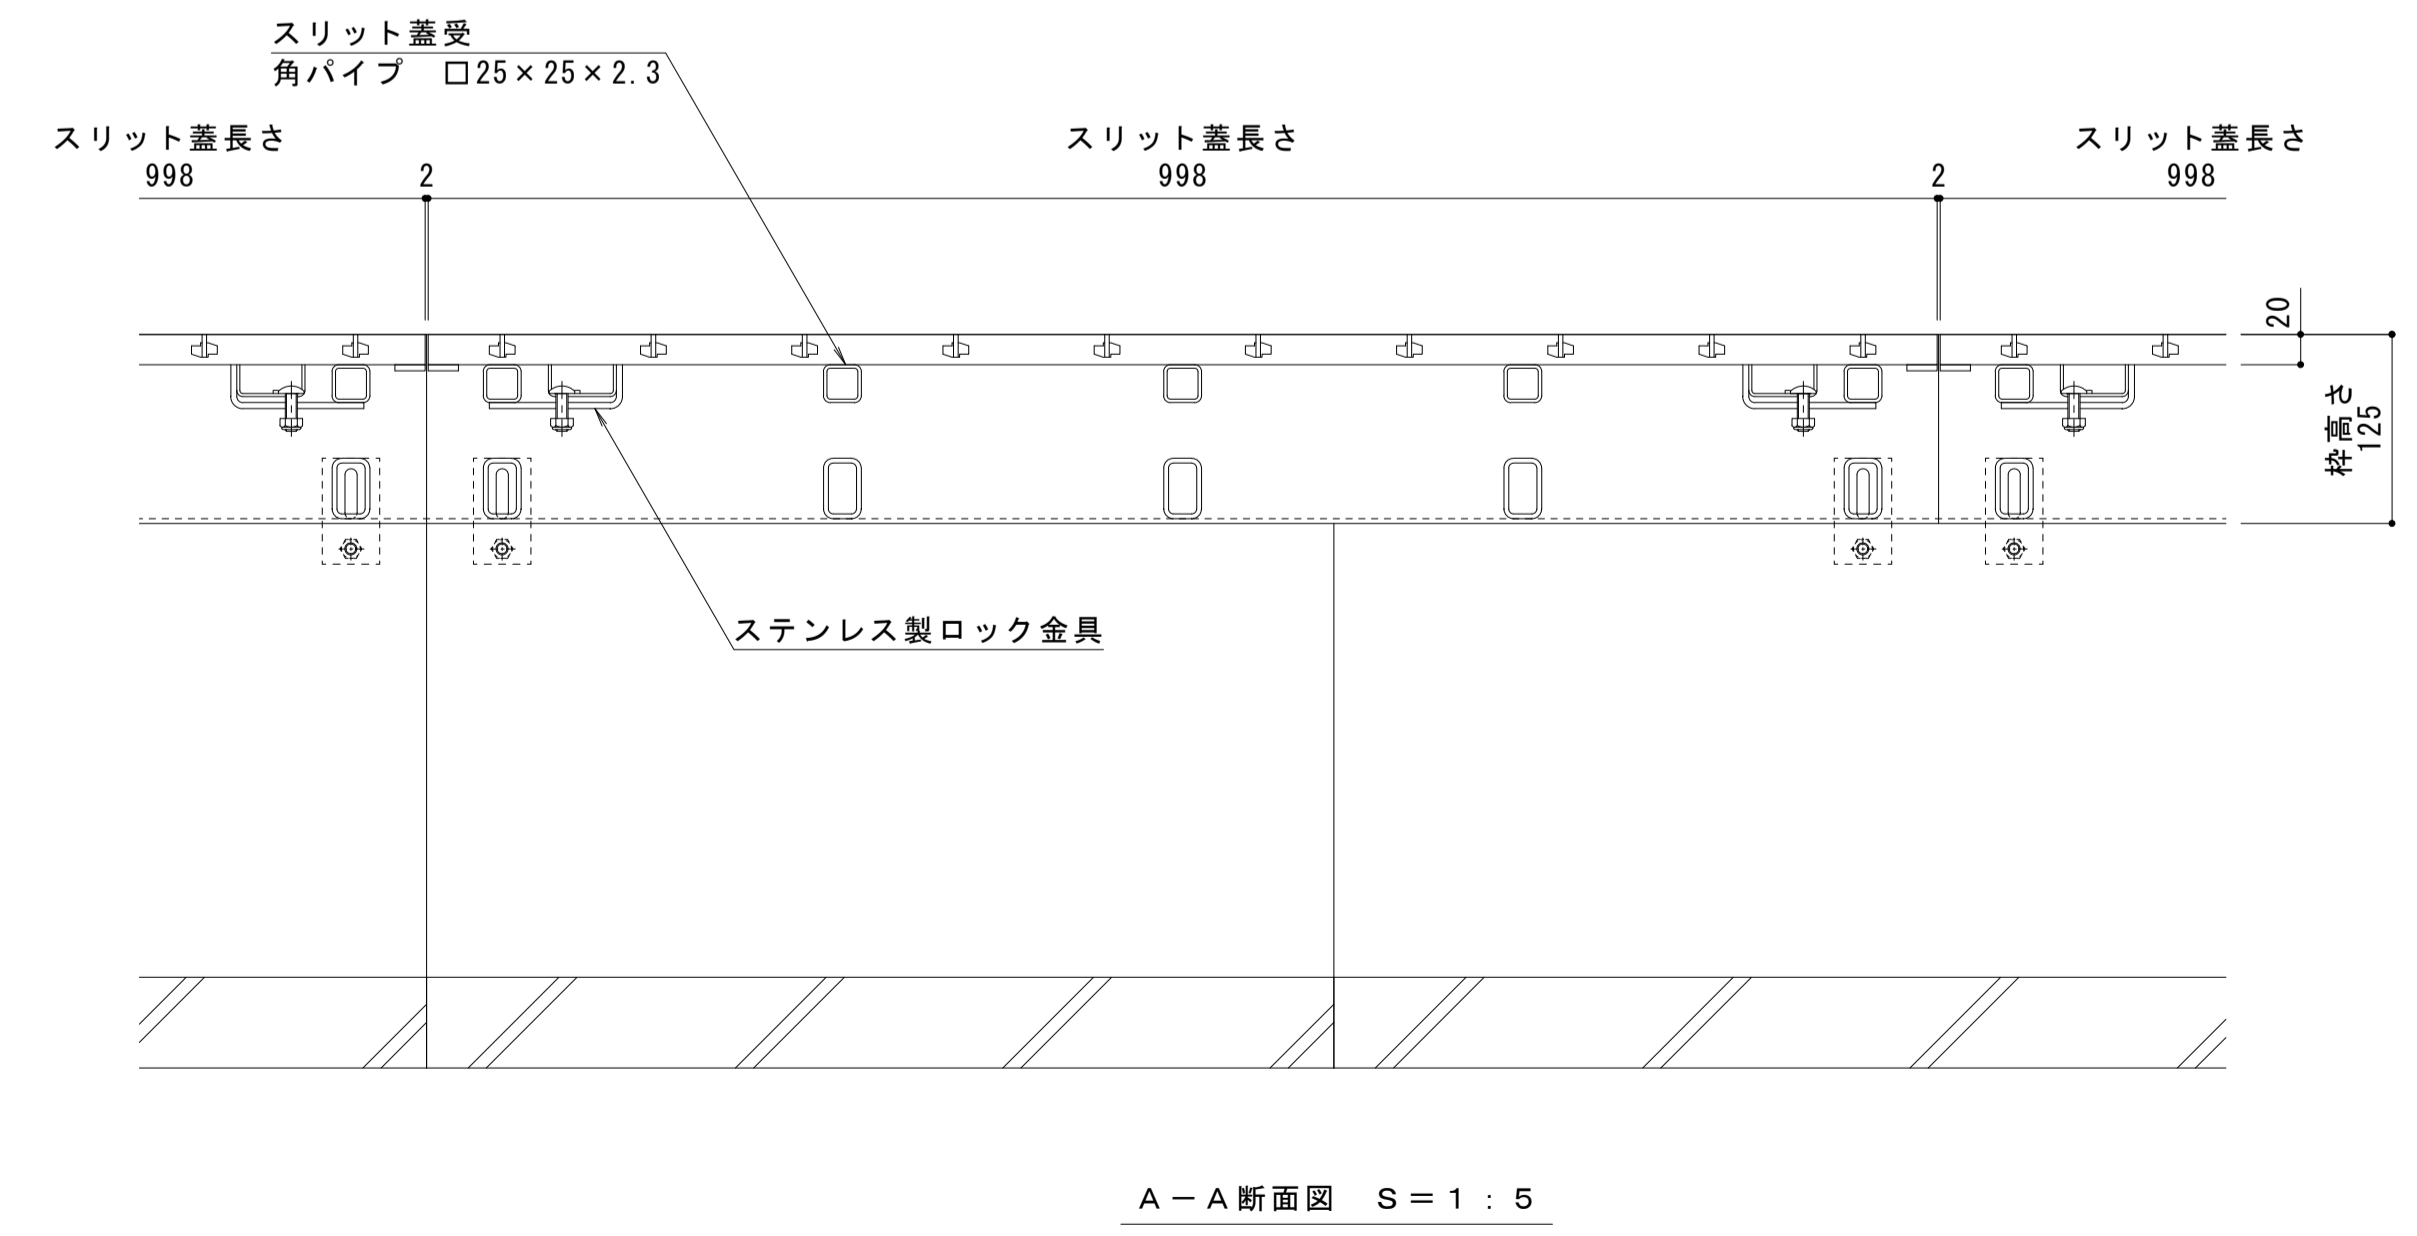 スリット蓋受
角パイプ　□25×25×2.3
スリット蓋長さ
998
2
スリット蓋長さ
998
2
スリット蓋長さ
998
20
枠高さ
125
ステンレス製ロック金具
Ａ－Ａ断面図　Ｓ＝１：５